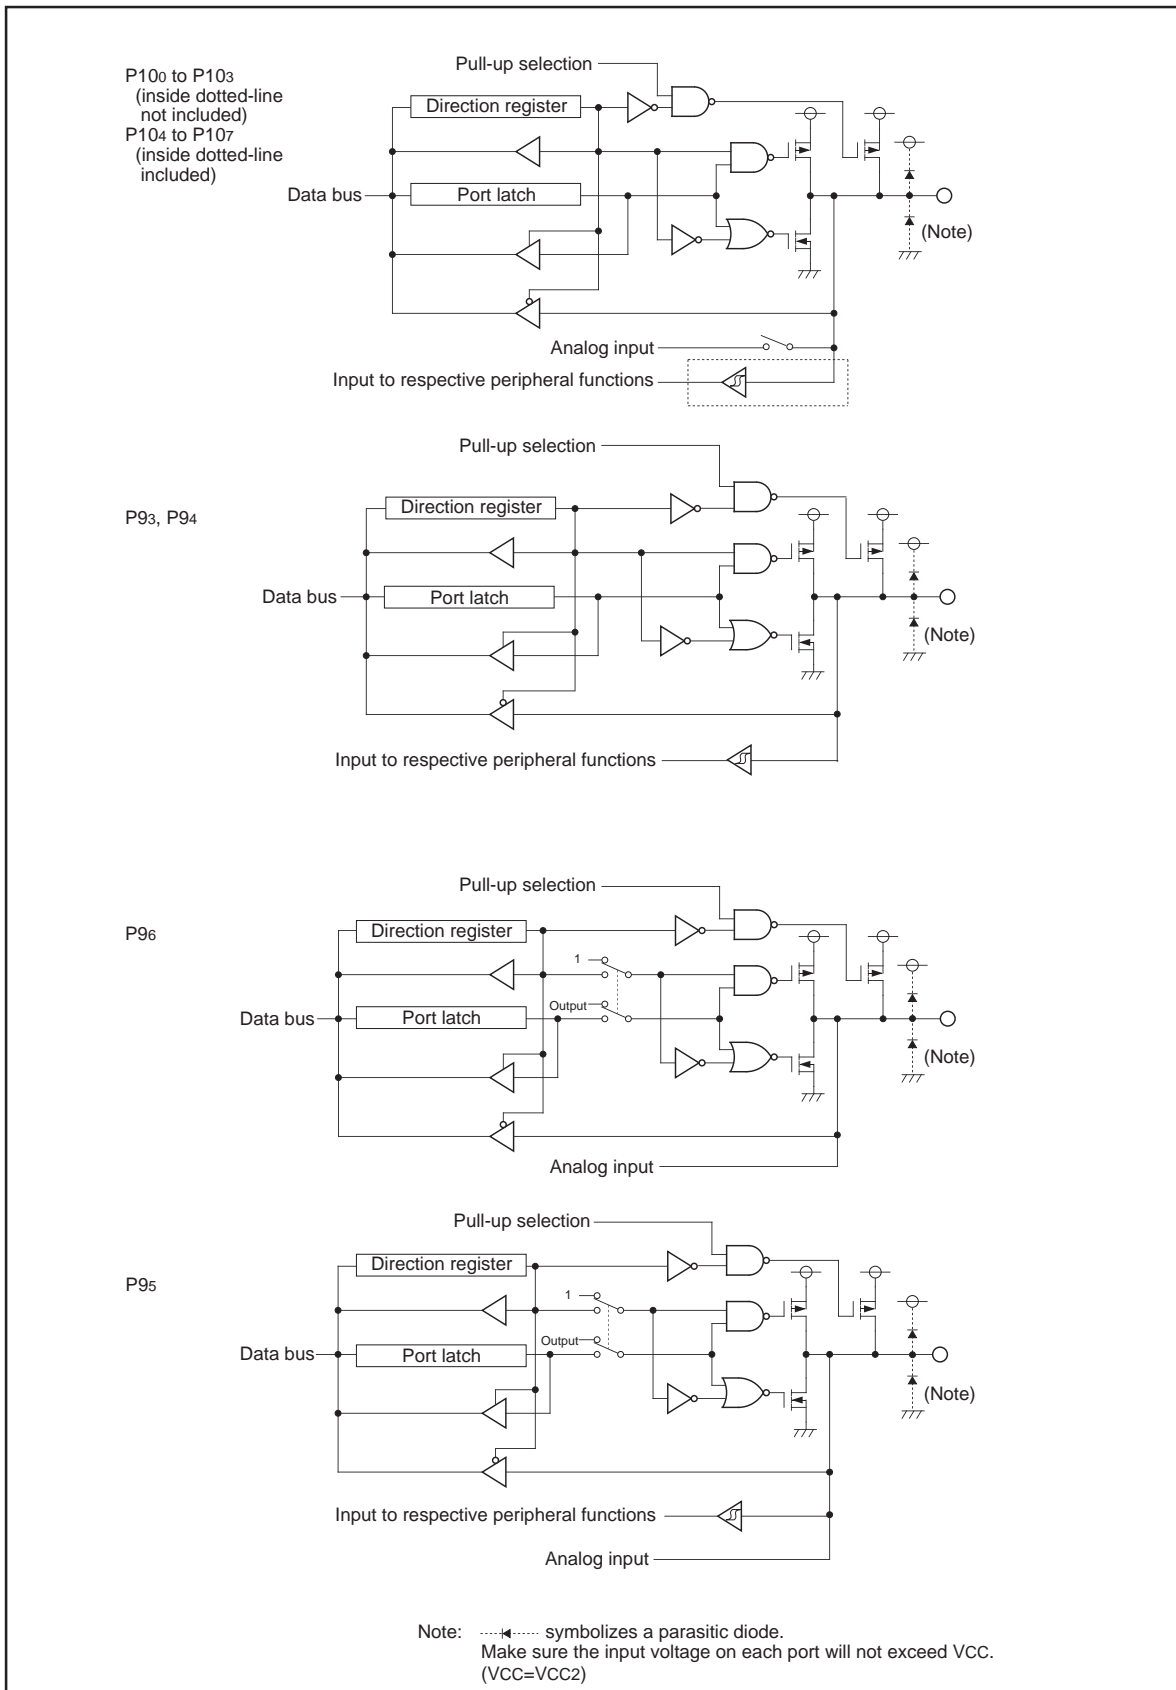 Pull-up selection
P100 to P103
(inside dotted-line
not included)
P104 to P107
(inside dotted-line
included)
Direction register
Data bus
Port latch
(Note)
Analog input
Input to respective peripheral functions
Pull-up selection
P93, P94
Direction register
Data bus
Port latch
(Note)
Input to respective peripheral functions
Pull-up selection
P96
Direction register
1
Output
Data bus
Port latch
(Note)
Analog input
Pull-up selection
P95
Direction register
1
Output
Data bus
Port latch
(Note)
Input to respective peripheral functions
Analog input
Note: symbolizes a parasitic diode.
Make sure the input voltage on each port will not exceed VCC.
(VCC=VCC2)